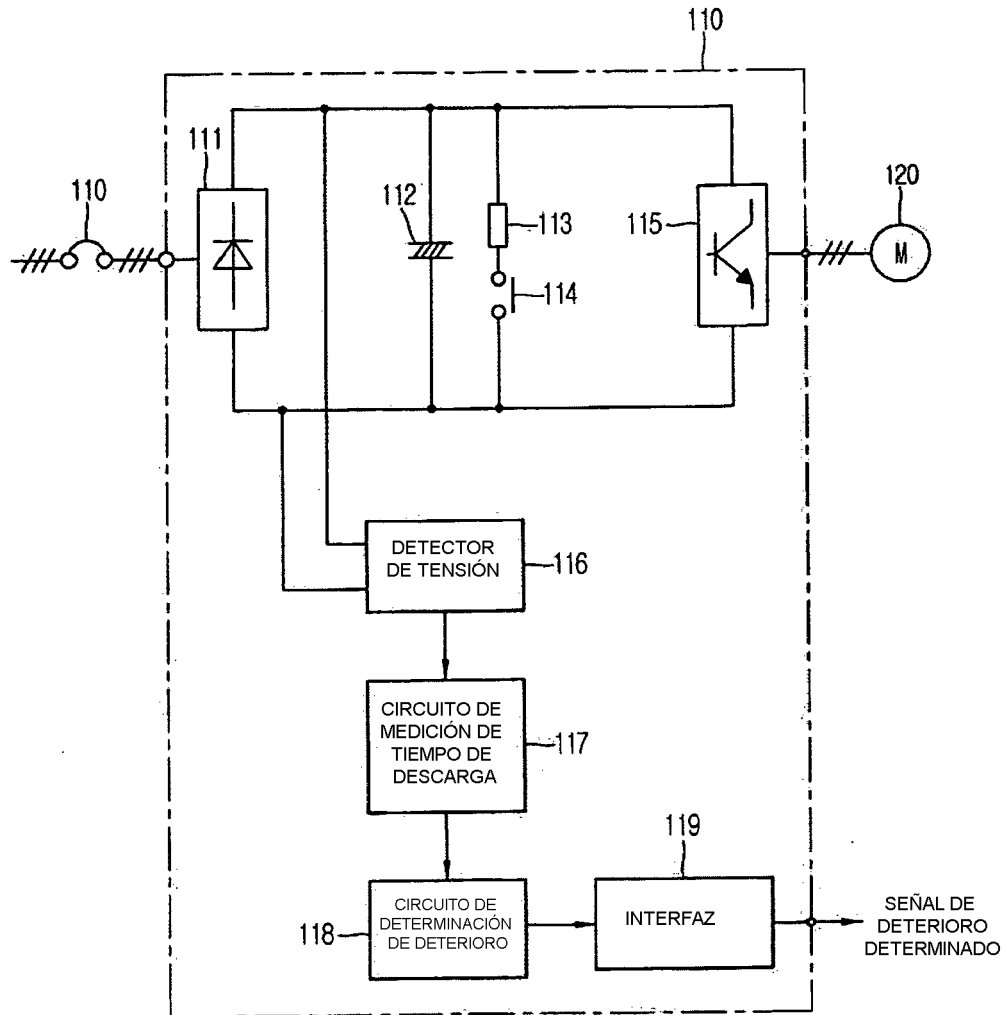 110
111
110
112
113
114
115
120
M
DETECTOR
DE TENSIÓN
116
CIRCUITO DE
MEDICIÓN DE
TIEMPO DE
DESCARGA
117
119
CIRCUITO DE
DETERMINACIÓN
DE DETERIORO
118
INTERFAZ
SEÑAL DE
DETERIORO
DETERMINADO